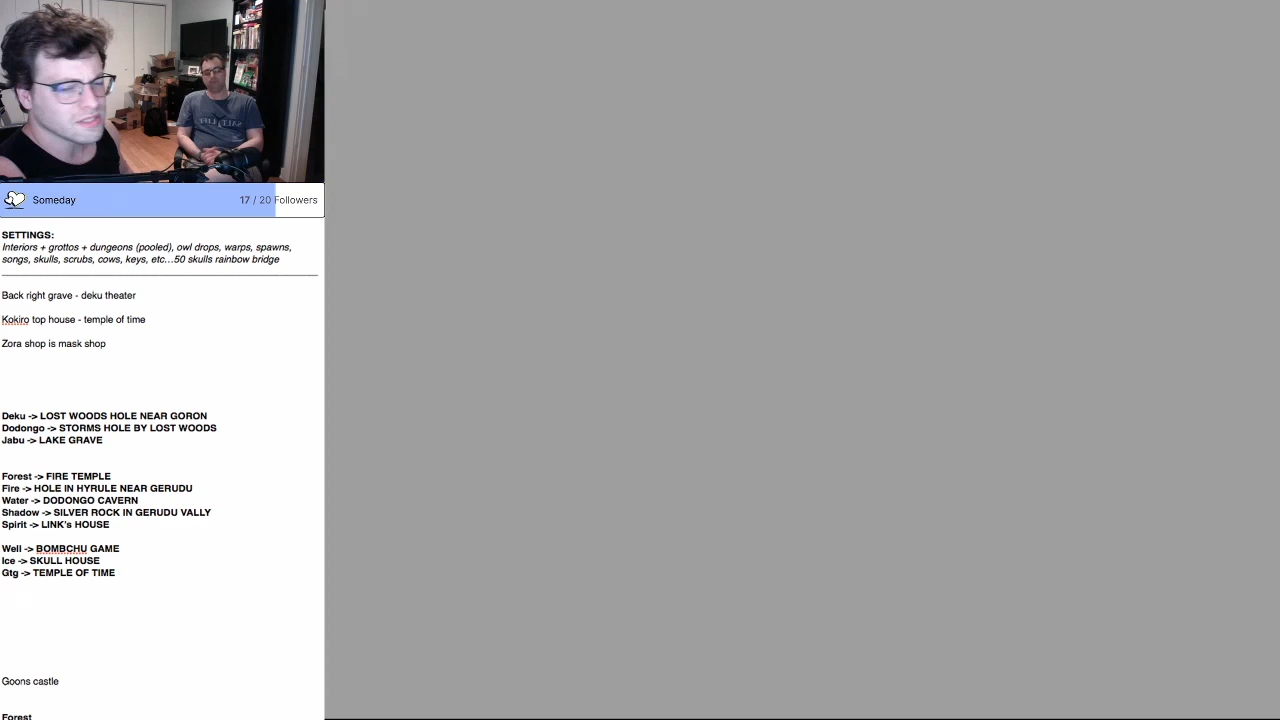 Someday
17 / 20 Followers
SETTINGS:
Interiors + grottos + dungeons (pooled), owl drops, warps, spawns,
songs, skulls, scrubs, cows, keys, etc...50 skulls rainbow bridge
Back right grave - deku theater
Kokiro top house - temple of time
Zora shop is mask shop
Deku -> LOST WOODS HOLE NEAR GORON
Dodongo -> STORMS HOLE BY LOST WOODS
Jabu -> LAKE GRAVE
Forest -> FIRE TEMPLE
Fire -> HOLE IN HYRULE NEAR GERUDU
Water -> DODONGO CAVERN
Shadow -> SILVER ROCK IN GERUDU VALLY
Spirit -> LINK's HOUSE
Well -> BOMBCHU GAME
Ice -> SKULL HOUSE
Gtg -> TEMPLE OF TIME
Goons castle
Forest